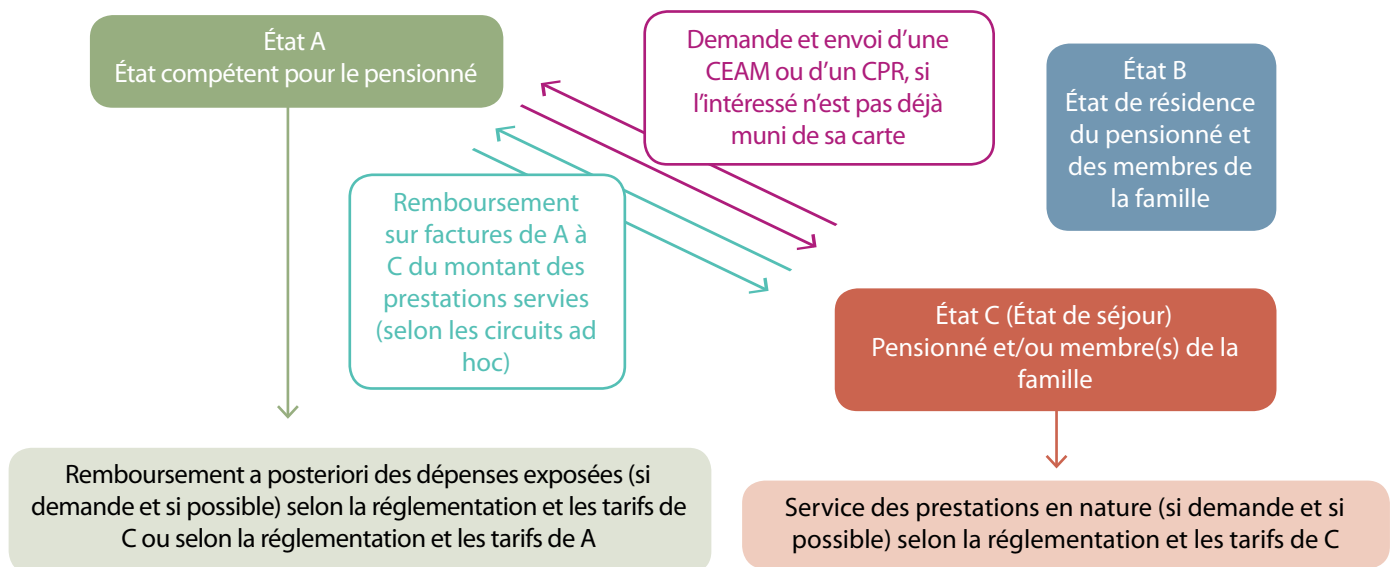 État A
État compétent pour le pensionné
Demande et envoi d’une
CEAM ou d’un CPR, si
l’intéressé n’est pas déjà
muni de sa carte
État B
État de résidence
du pensionné et
des membres de
la famille
Remboursement
sur factures de A à
C du montant des
prestations servies
(selon les circuits ad
hoc)
État C (État de séjour)
Pensionné et/ou membre(s) de la
famille
Remboursement a posteriori des dépenses exposées (si
demande et si possible) selon la réglementation et les tarifs de
C ou selon la réglementation et les tarifs de A
Service des prestations en nature (si demande et si
possible) selon la réglementation et les tarifs de C